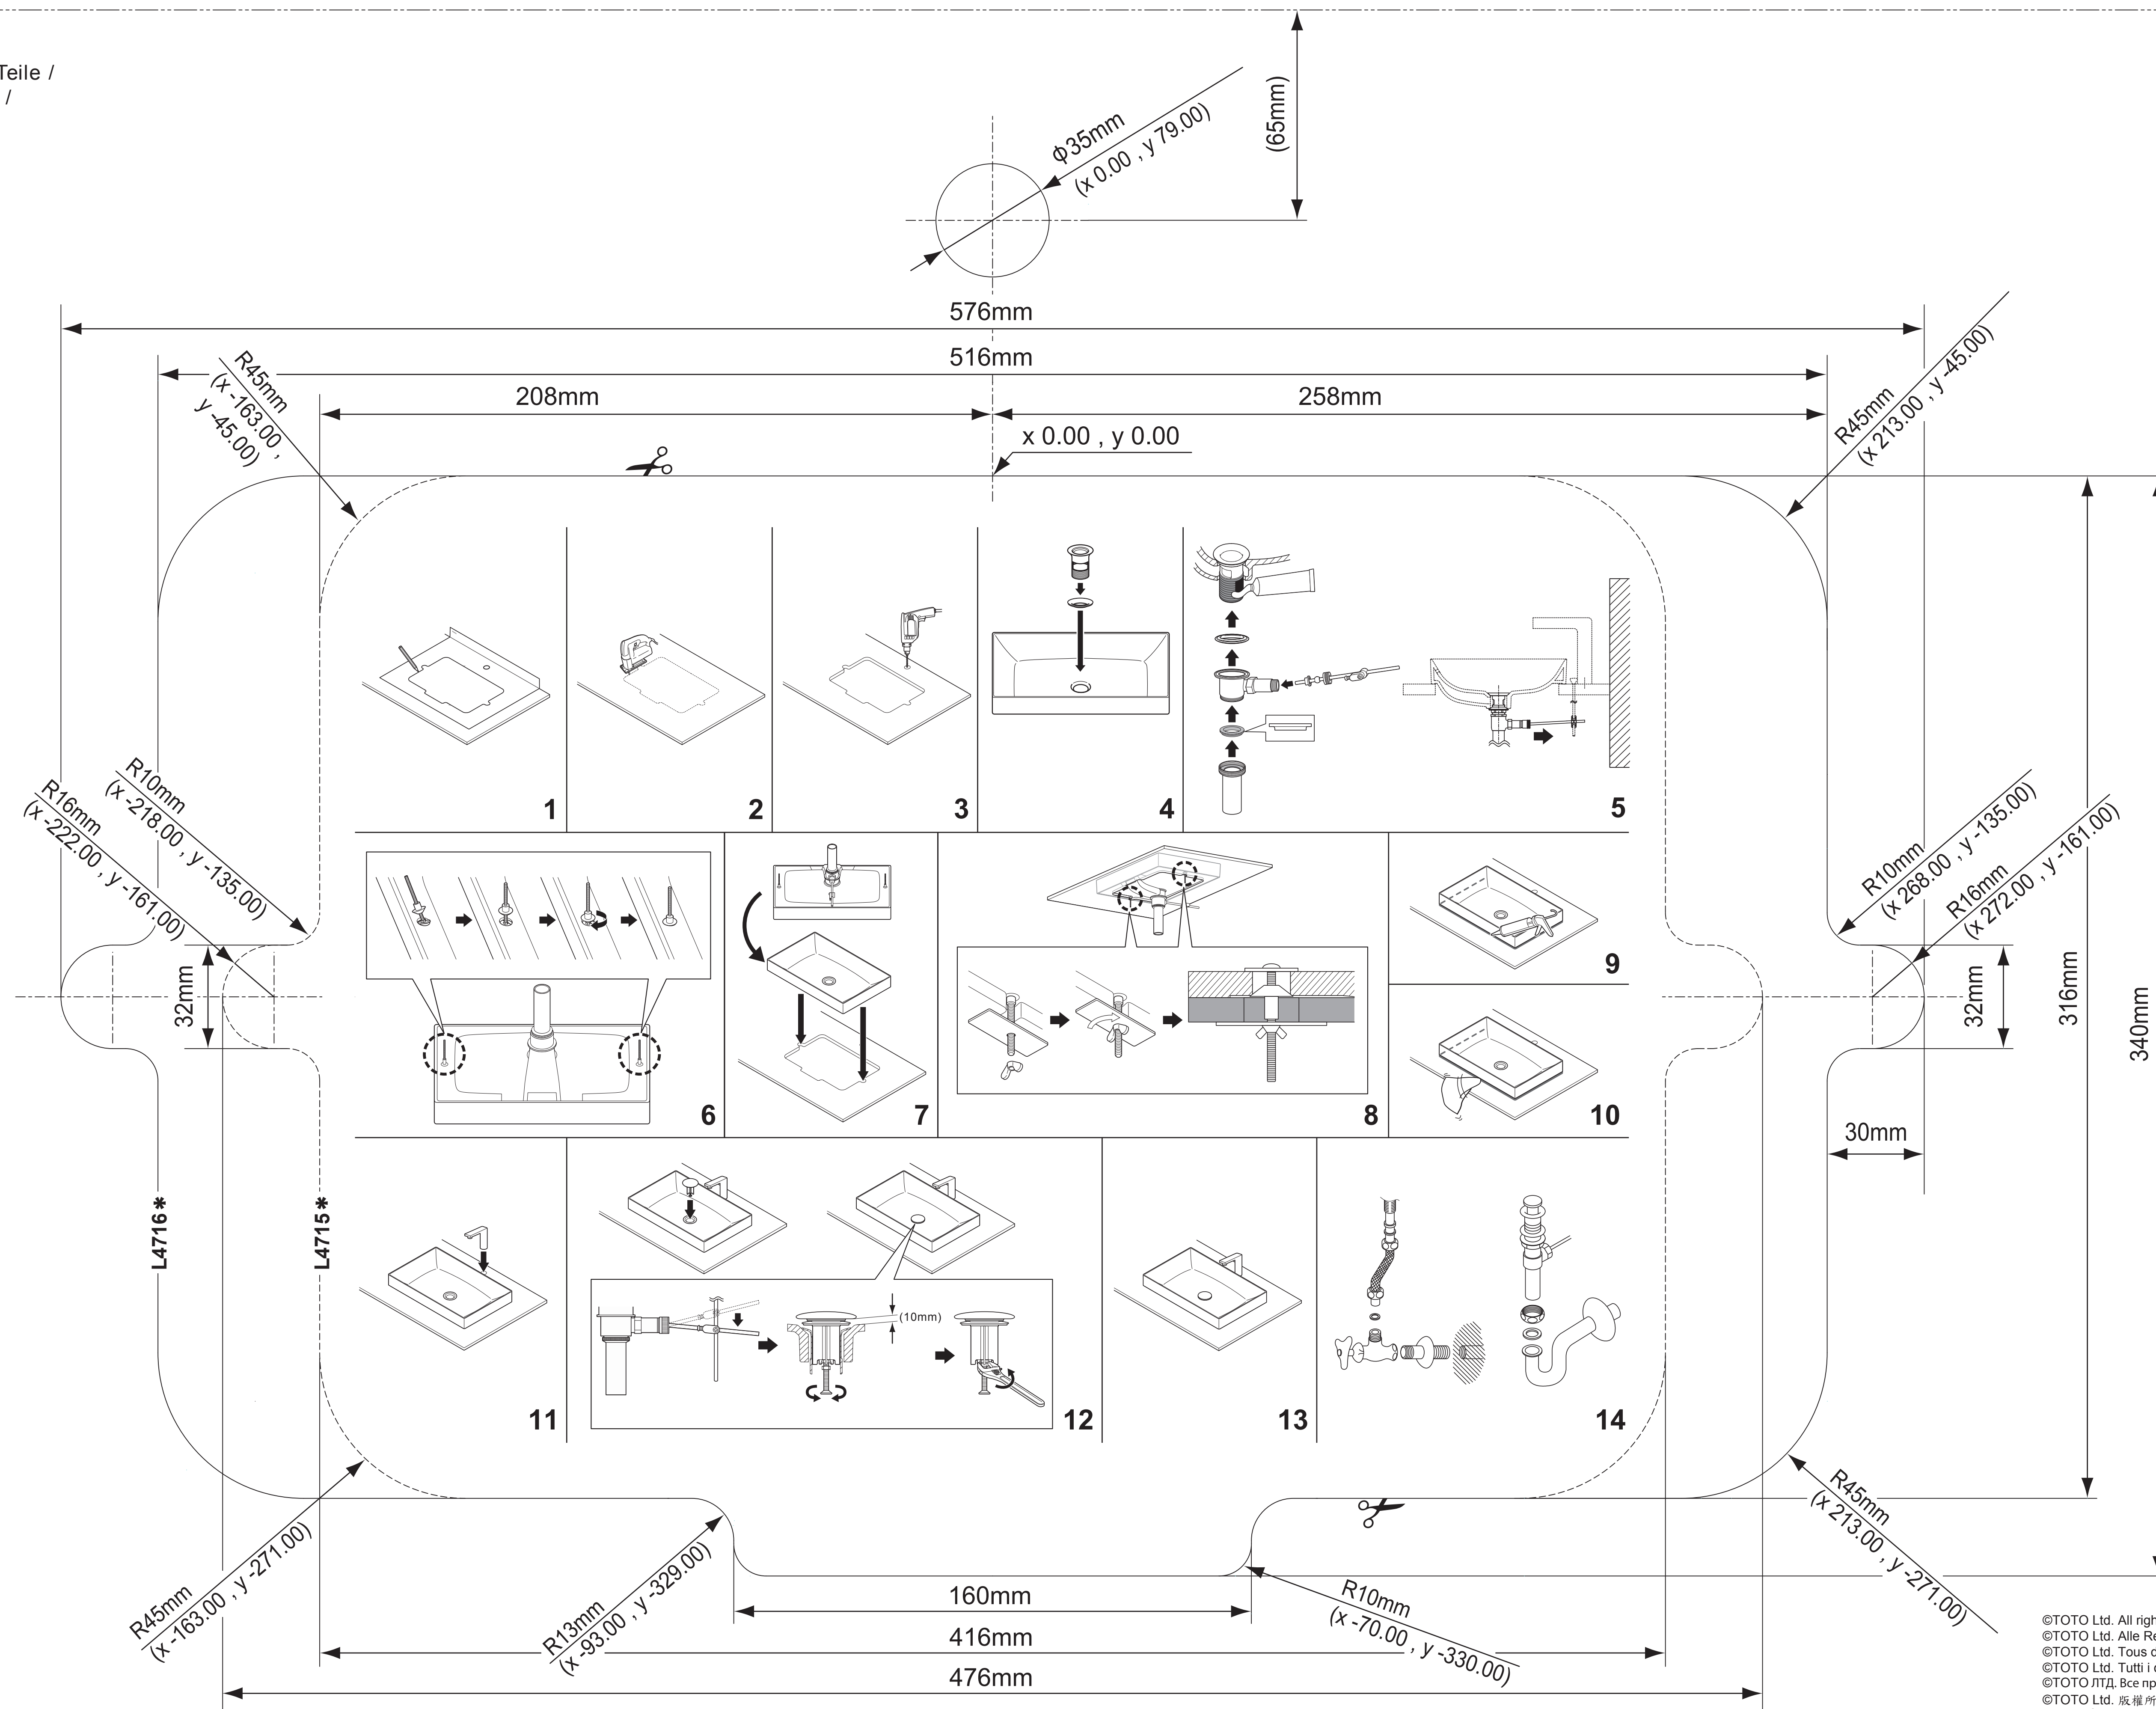 Teile /
/
(65mm)
ϕ35mm
(x 0.00 , y 79.00)
576mm
516mm
208mm
258mm
x 0.00 , y 0.00
R45mm
(x -163.00 ,
y -45.00)
R45mm
(x 213.00 , y -45.00)
1
2
3
4
5
R10mm
(x -218.00 , y -135.00)
R16mm
(x -222.00 , y -161.00)
R10mm
(x 268.00 , y -135.00)
R16mm
(x 272.00 , y -161.00)
32mm
32mm
316mm
340mm
30mm
6
7
8
9
10
L4716*
L4715*
11
(10mm)
12
13
14
R45mm
(x -163.00 , y -271.00)
R13mm
(x -93.00 , y -329.00)
R10mm
(x -70.00 , y -330.00)
R45mm
(x 213.00 , y -271.00)
160mm
416mm
476mm
©TOTO Ltd. All righ
©TOTO Ltd. Alle Re
©TOTO Ltd. Tous d
©TOTO Ltd. Tutti i d
©TOTO ЛТД. Все пр
©TOTO Ltd. 版權所